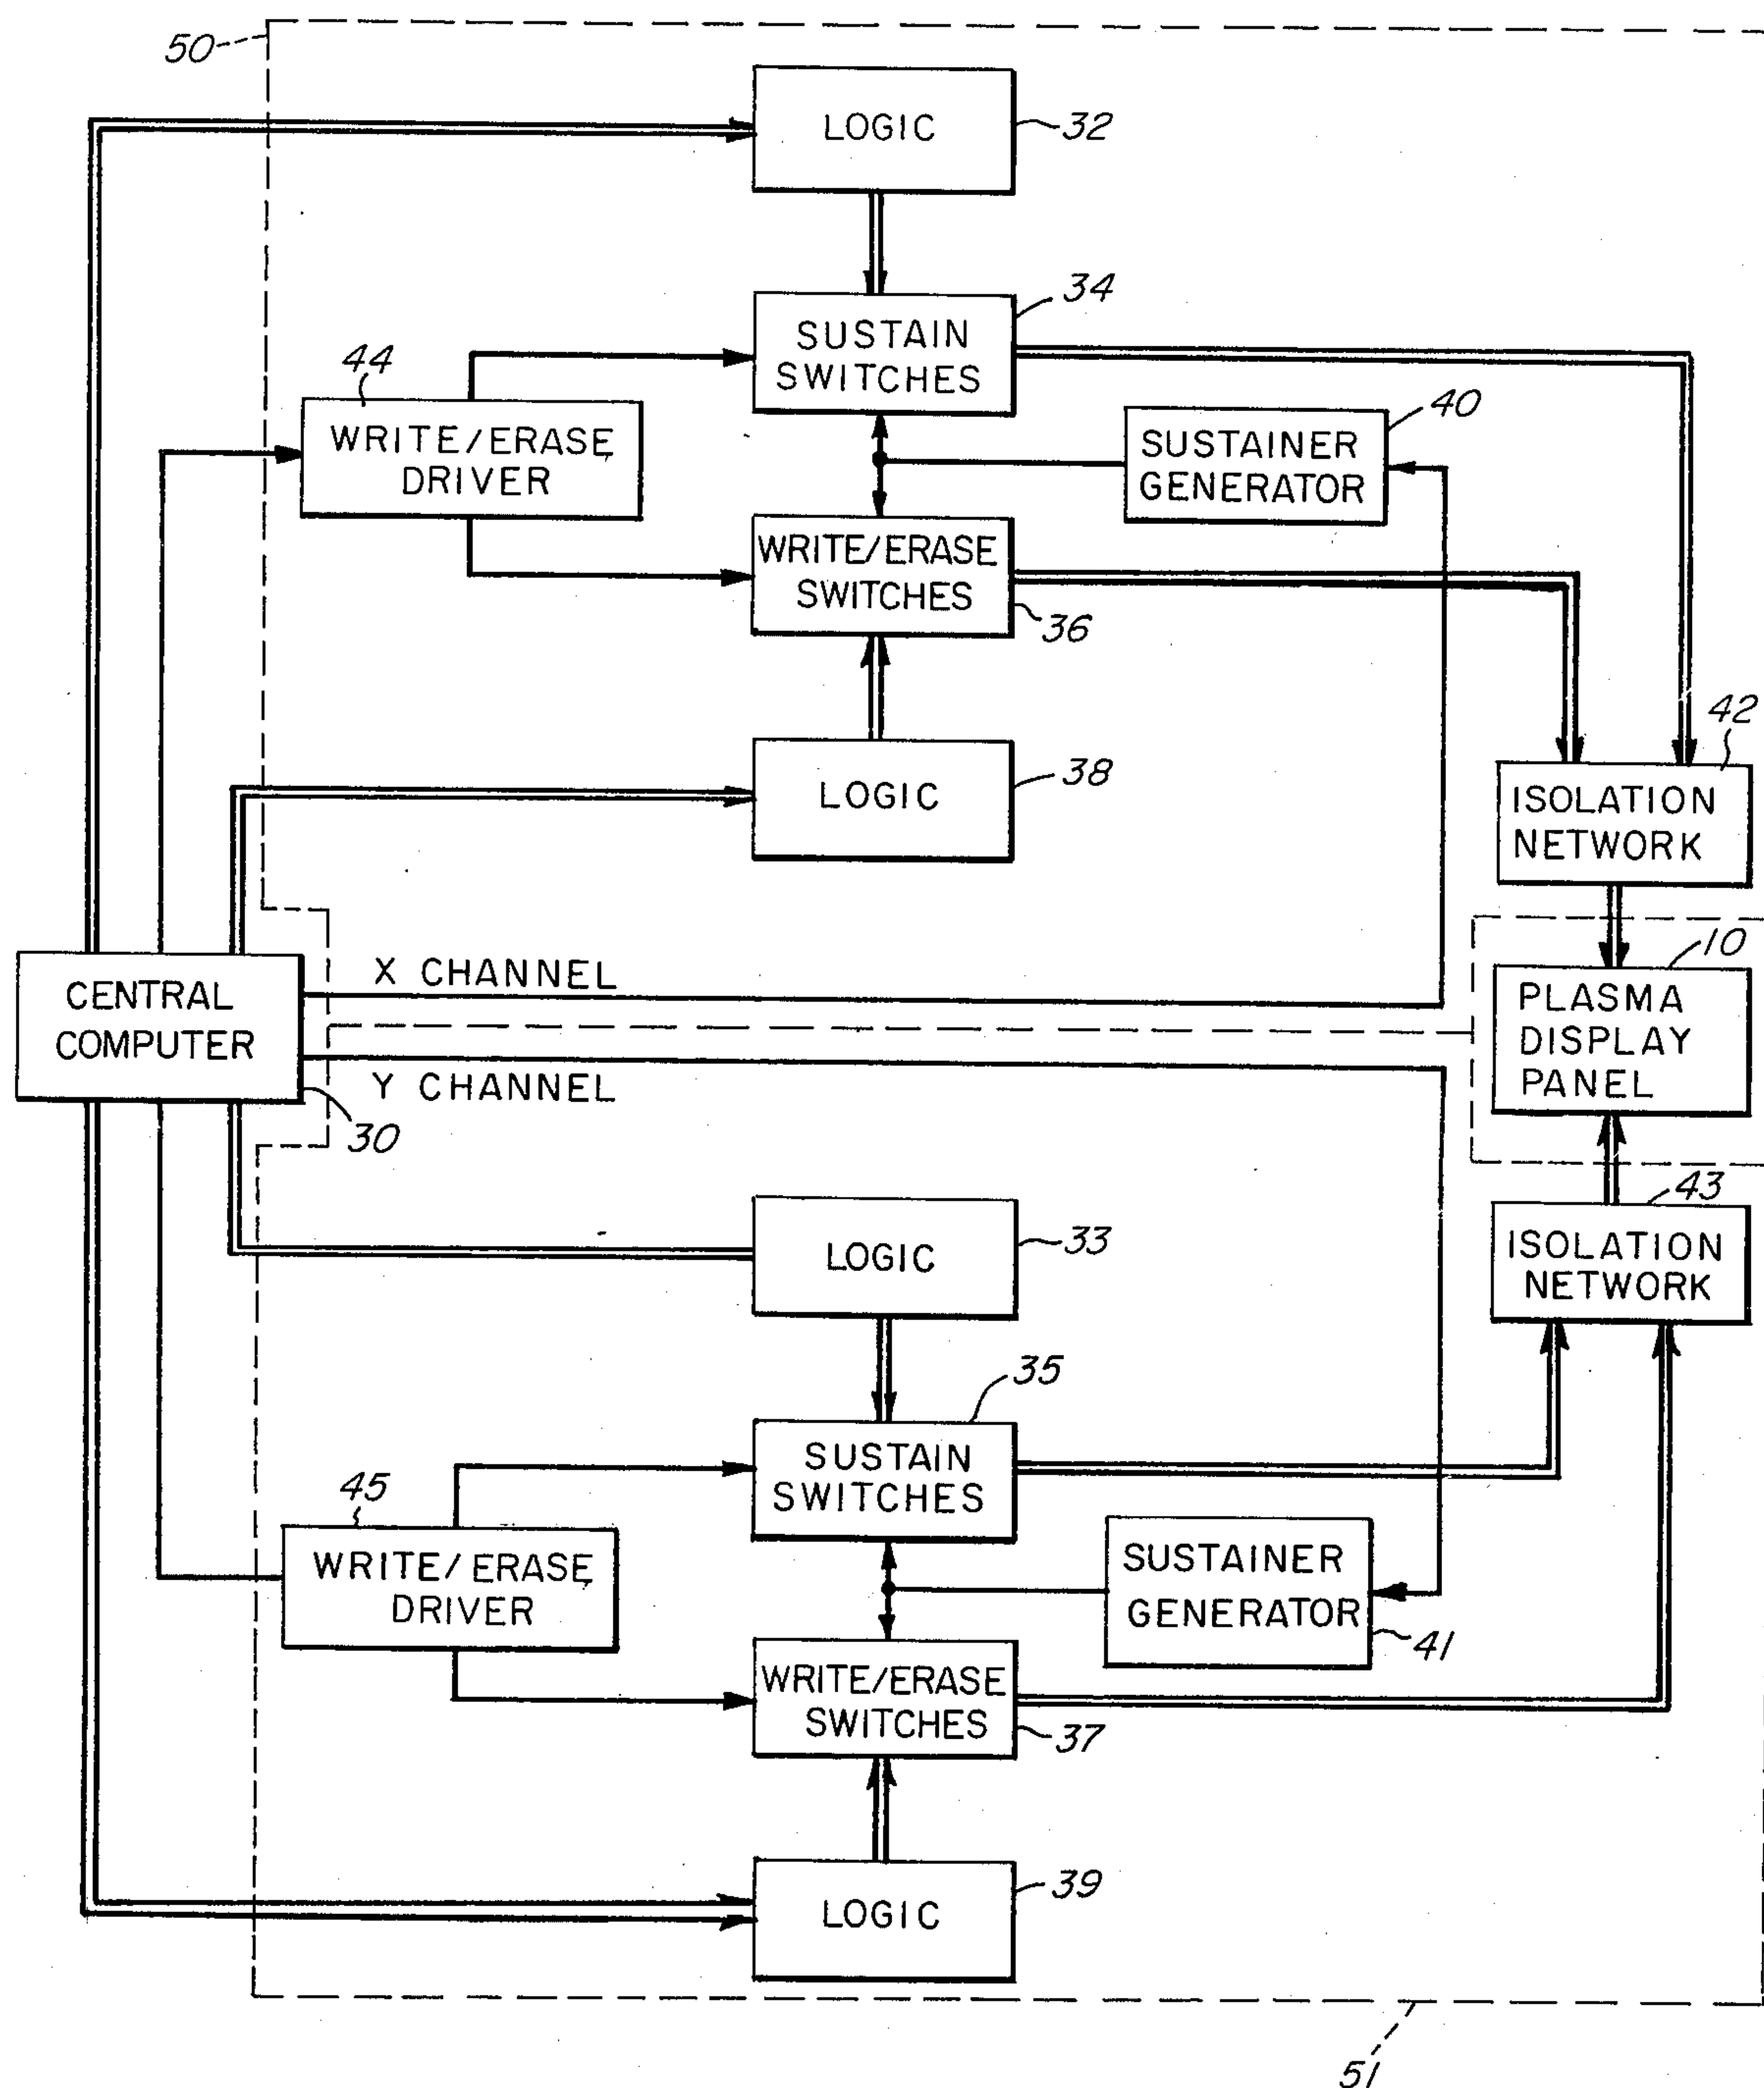 50
LOGIC
32
34
SUSTAIN
SWITCHES
44
WRITE/ERASE
DRIVER
40
SUSTAINER
GENERATOR
WRITE/ERASE
SWITCHES
36
42
LOGIC
38
ISOLATION
NETWORK
10
X CHANNEL
CENTRAL
COMPUTER
PLASMA
DISPLAY
PANEL
Y CHANNEL
30
43
LOGIC
33
ISOLATION
NETWORK
35
SUSTAIN
SWITCHES
45
WRITE/ERASE
DRIVER
SUSTAINER
GENERATOR
41
WRITE/ERASE
SWITCHES
37
LOGIC
39
51